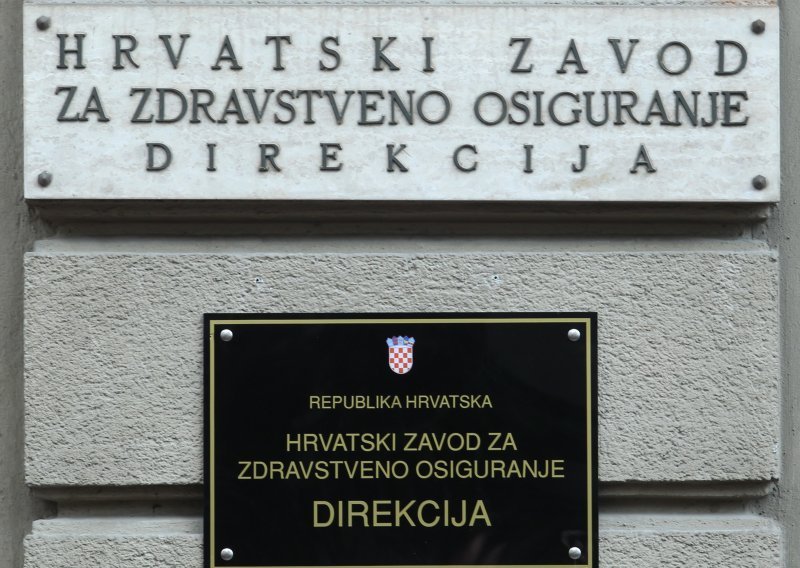 HRVATSKI ZAVOD
ZA ZDRAVSTVENO OSIGURANJE
DIREKCIJA
REPUBLIKA HRVATSKA
HRVATSKI ZAVOD ZA
ZDRAVSTVENO OSIGURANJE
DIREKCIJA